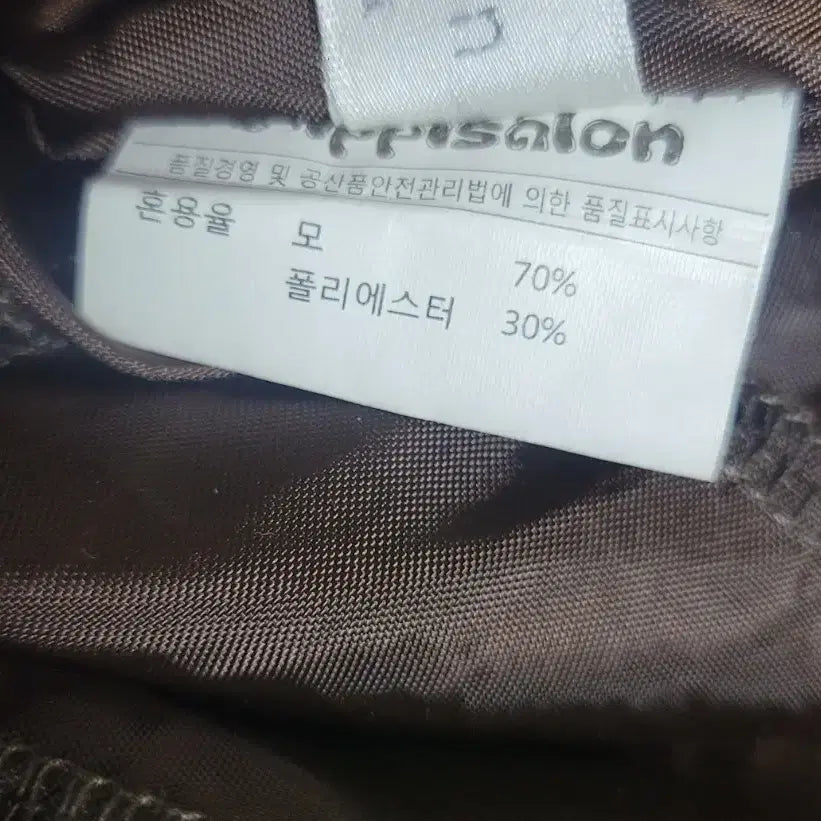 품질경영 및 공산품안전관리법에 의한 품질표시사항
혼용율 모 70%
폴리에스터 30%